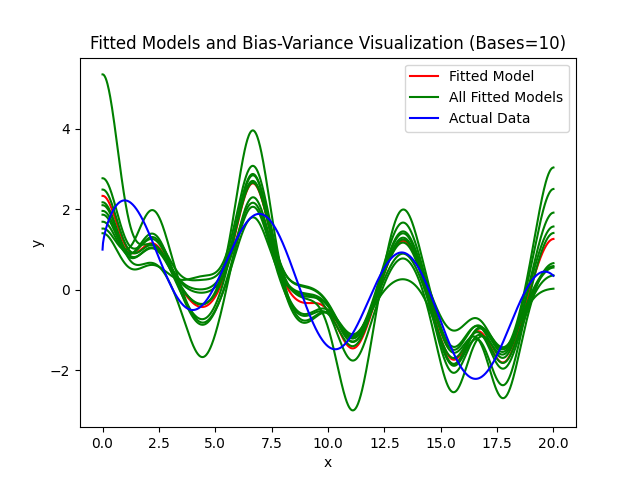 Fitted Models and Bias-Variance Visualization (Bases=10)
Fitted Model
All Fitted Models
Actual Data
y
4
2
0
−2
0.0 2.5 5.0 7.5 10.0 12.5 15.0 17.5 20.0
x